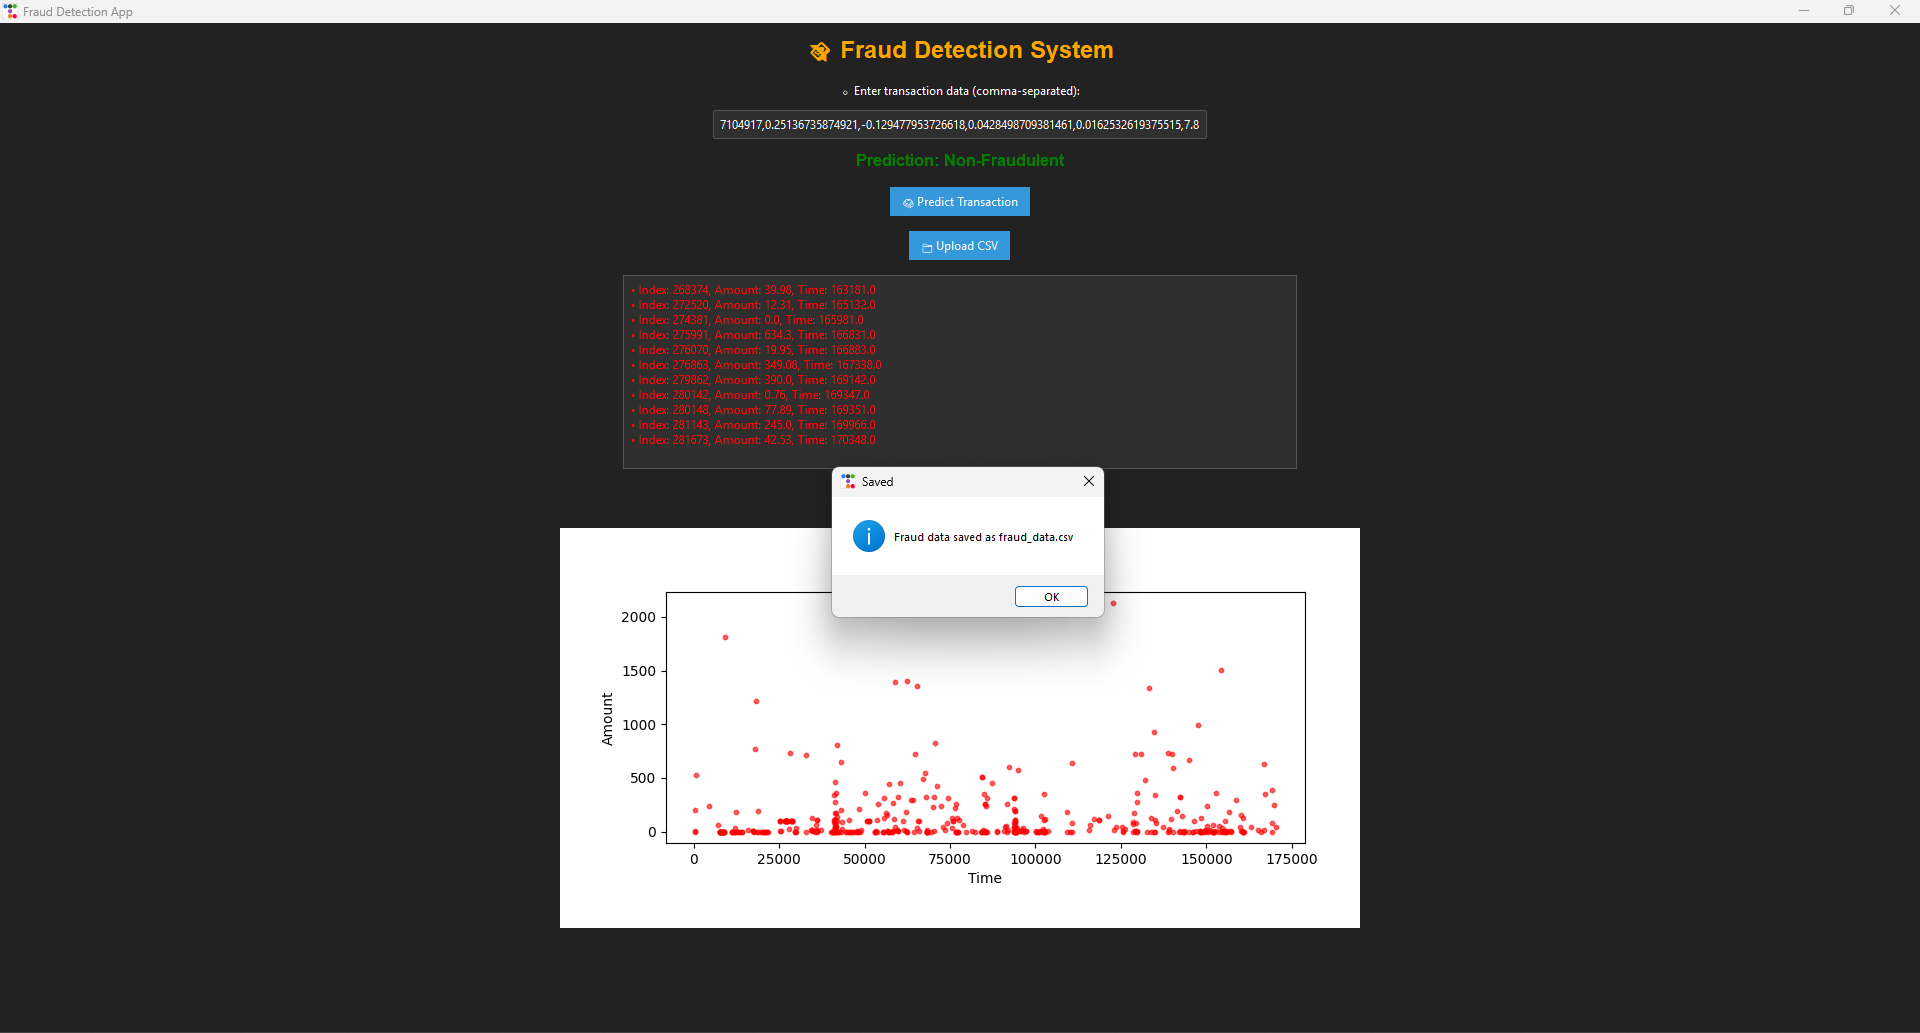 Fraud Detection App
Fraud Detection System
Enter transaction data (comma-separated):
7104917,0.25136735874921,-0.129477953726618,0.0428498709381461,0.0162532619375515,7.8
Prediction: Non-Fraudulent
Predict Transaction
Upload CSV
• Index: 268374, Amount: 39.98, Time: 163181.0
• Index: 272520, Amount: 12.31, Time: 165132.0
• Index: 274381, Amount: 0.0, Time: 165981.0
• Index: 275991, Amount: 634.3, Time: 166831.0
• Index: 276070, Amount: 19.95, Time: 166883.0
• Index: 276863, Amount: 349.08, Time: 167338.0
• Index: 279862, Amount: 390.0, Time: 169142.0
• Index: 280142, Amount: 0.76, Time: 169347.0
• Index: 280148, Amount: 77.89, Time: 169351.0
• Index: 281143, Amount: 245.0, Time: 169966.0
• Index: 281673, Amount: 42.53, Time: 170348.0
Saved
Fraud data saved as fraud_data.csv
OK
2000
1500
1000
500
0
Amount
0 25000 50000 75000 100000 125000 150000 175000
Time